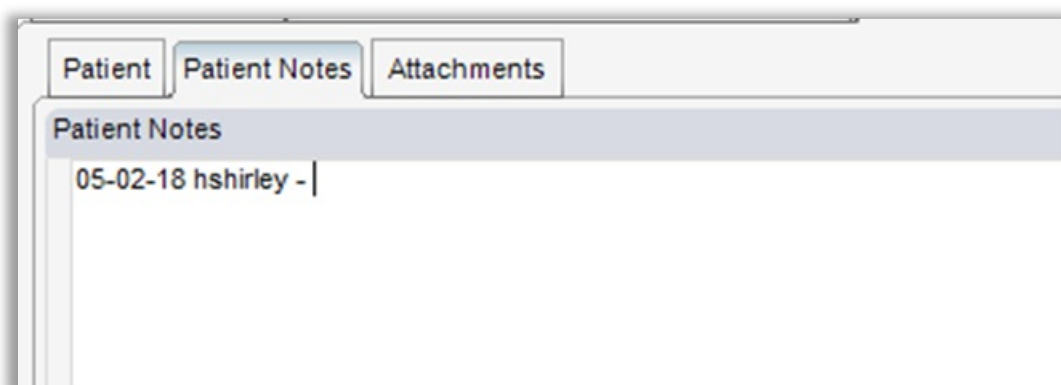 Patient Patient Notes Attachments
Patient Notes
05-02-18 hshirley -